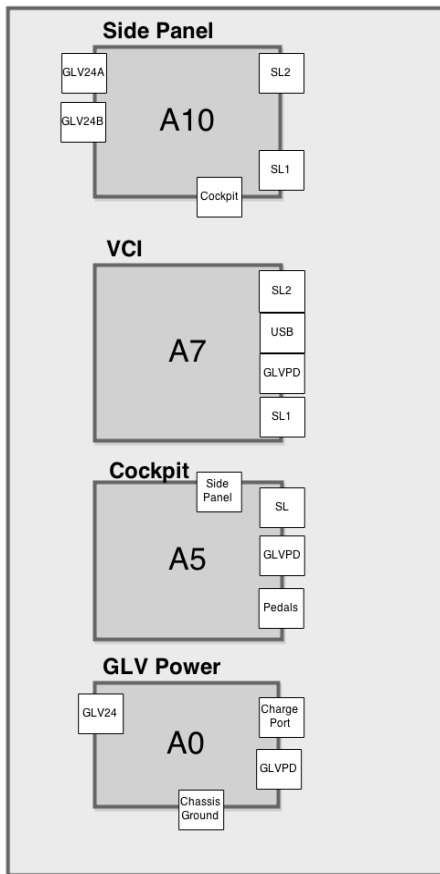 Side Panel
GLV24A
SL2
A10
GLV24B
SL1
Cockpit
VCI
SL2
USB
A7
GLVPD
SL1
Cockpit
Side
Panel
SL
A5
GLVPD
Pedals
GLV Power
GLV24
Charge
Port
A0
GLVPD
Chassis
Ground